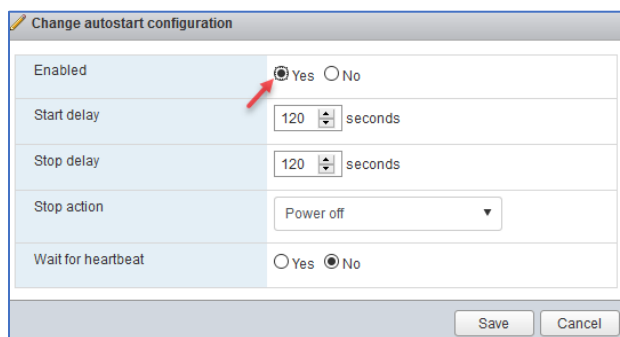 Change autostart configuration
Enabled Yes No
Start delay 120 seconds
Stop delay 120 seconds
Stop action Power off
Wait for heartbeat Yes No
Save Cancel